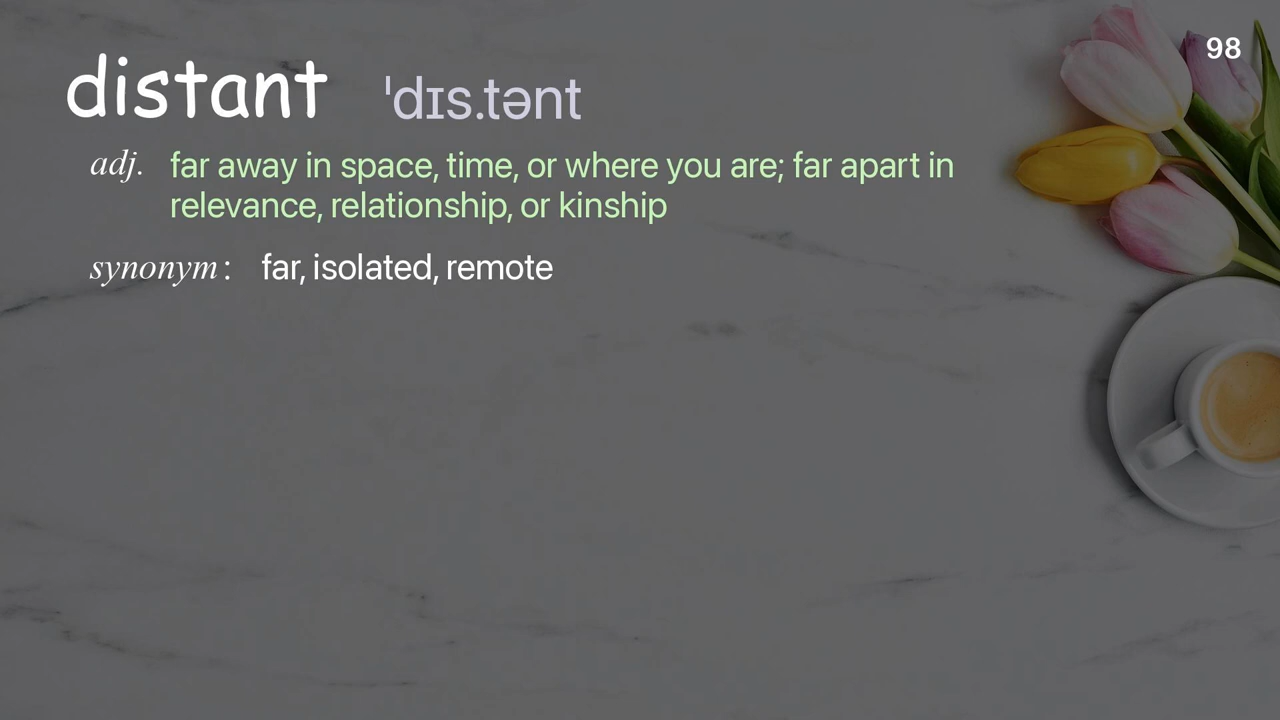 98
distant ˈdɪs.tənt
adj. far away in space, time, or where you are; far apart in
relevance, relationship, or kinship
synonym: far, isolated, remote